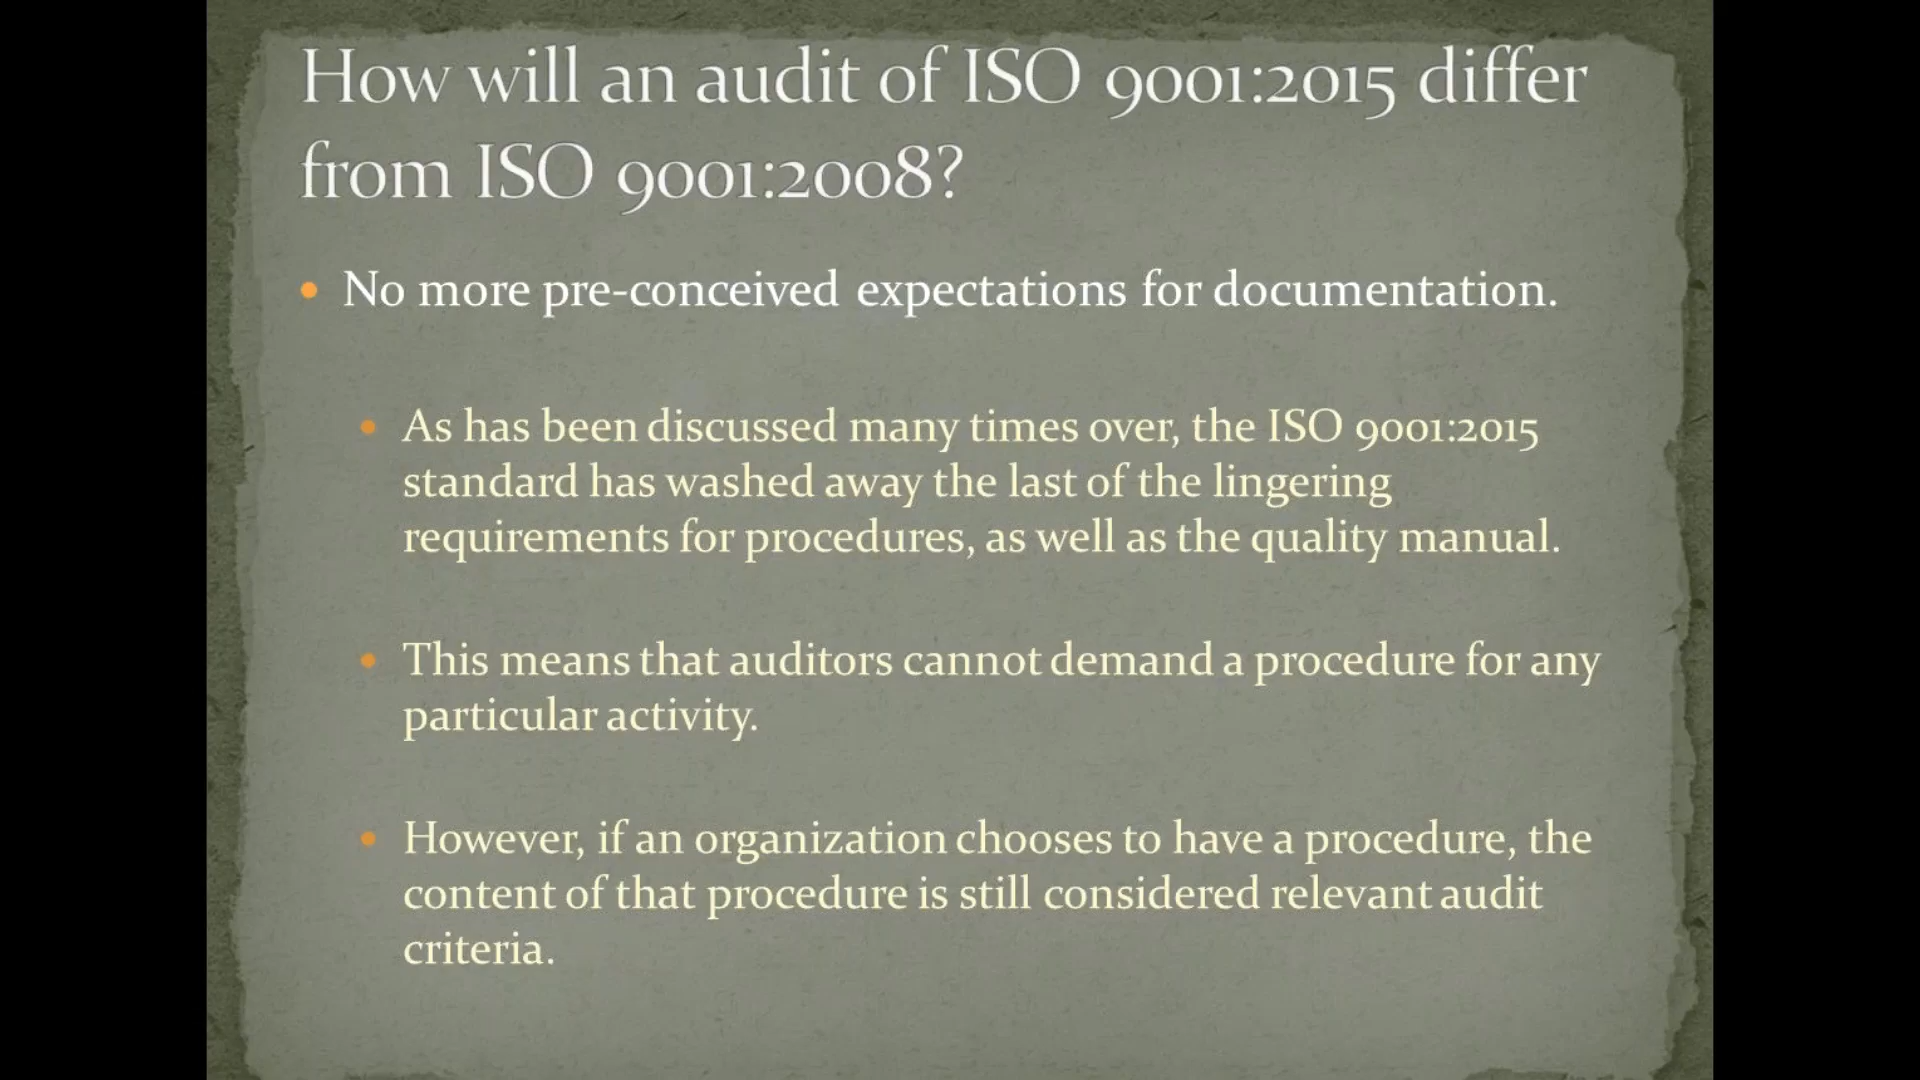 How will an audit of ISO 9001:2015 differ
from ISO 9001:2008?
• No more pre-conceived expectations for documentation.
• As has been discussed many times over, the ISO 9001:2015
standard has washed away the last of the lingering
requirements for procedures, as well as the quality manual.
• This means that auditors cannot demand a procedure for any
particular activity.
• However, if an organization chooses to have a procedure, the
content of that procedure is still considered relevant audit
criteria.